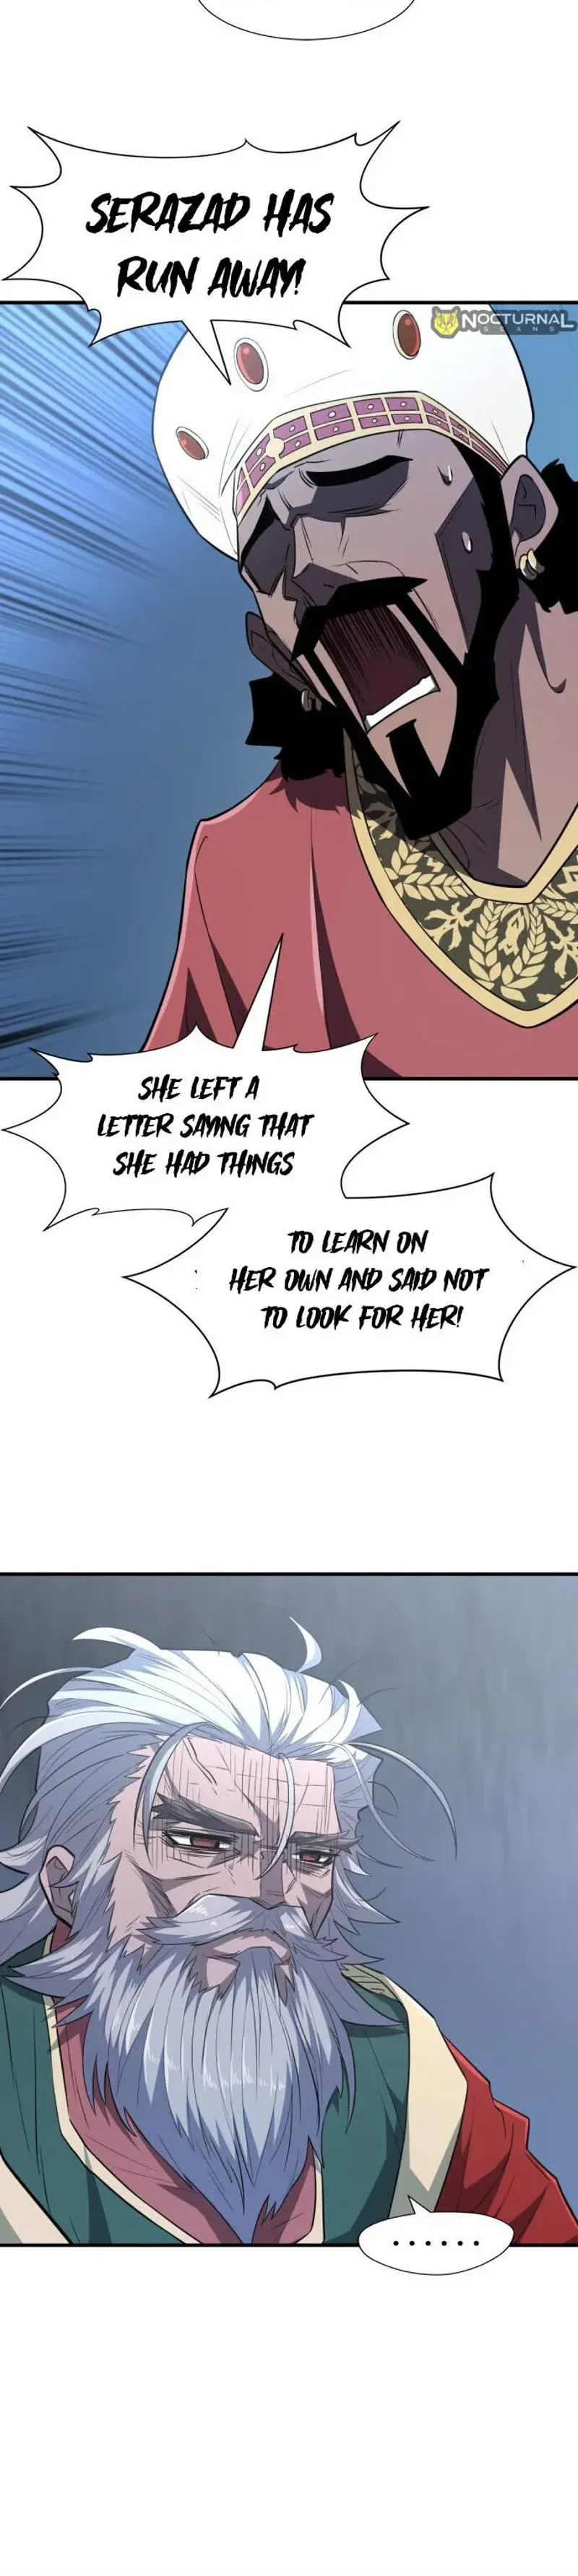 SERAZAD HAS
RUN AWAY!
NOCTURNAL
SCANS
SHE LEFT A
LETTER SAYING THAT
SHE HAD THINGS
TO LEARN ON
HER OWN AND SAID NOT
TO LOOK FOR HER!
......